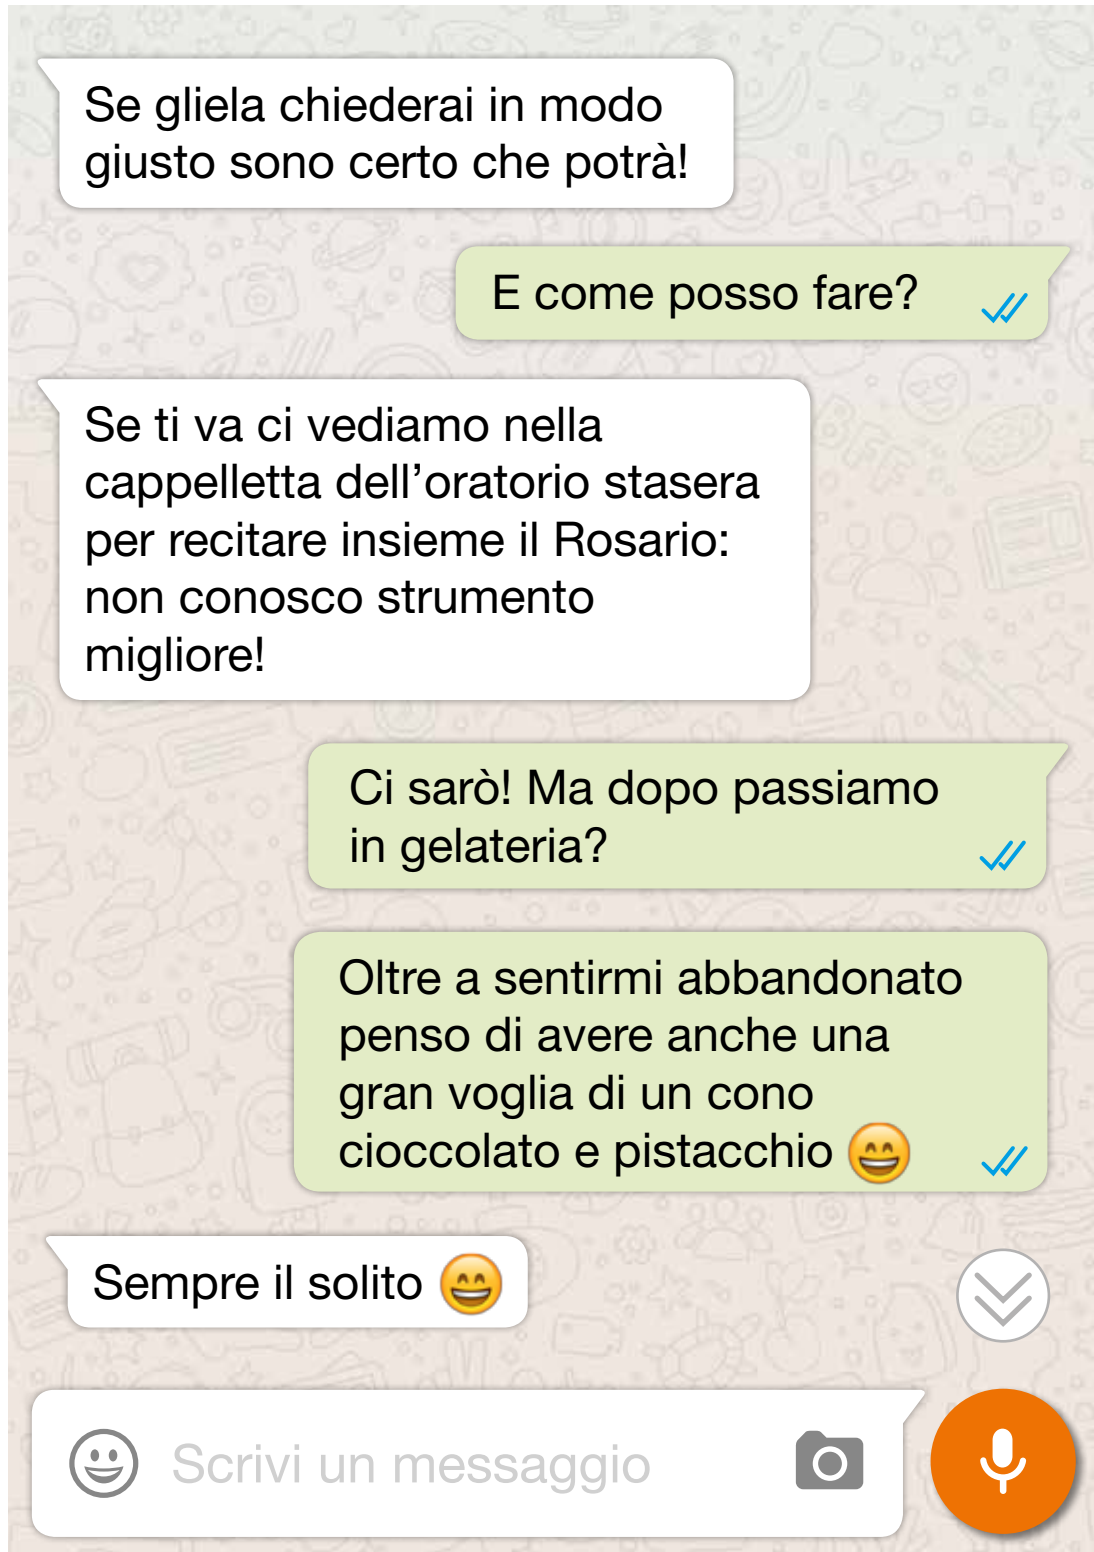 Se gliela chiederai in modo
giusto sono certo che potrà!
E come posso fare?
Se ti va ci vediamo nella
cappelletta dell’oratorio stasera
per recitare insieme il Rosario:
non conosco strumento
migliore!
Ci sarò! Ma dopo passiamo
in gelateria?
Oltre a sentirmi abbandonato
penso di avere anche una
gran voglia di un cono
cioccolato e pistacchio 😄
Sempre il solito 😄
Scrivi un messaggio